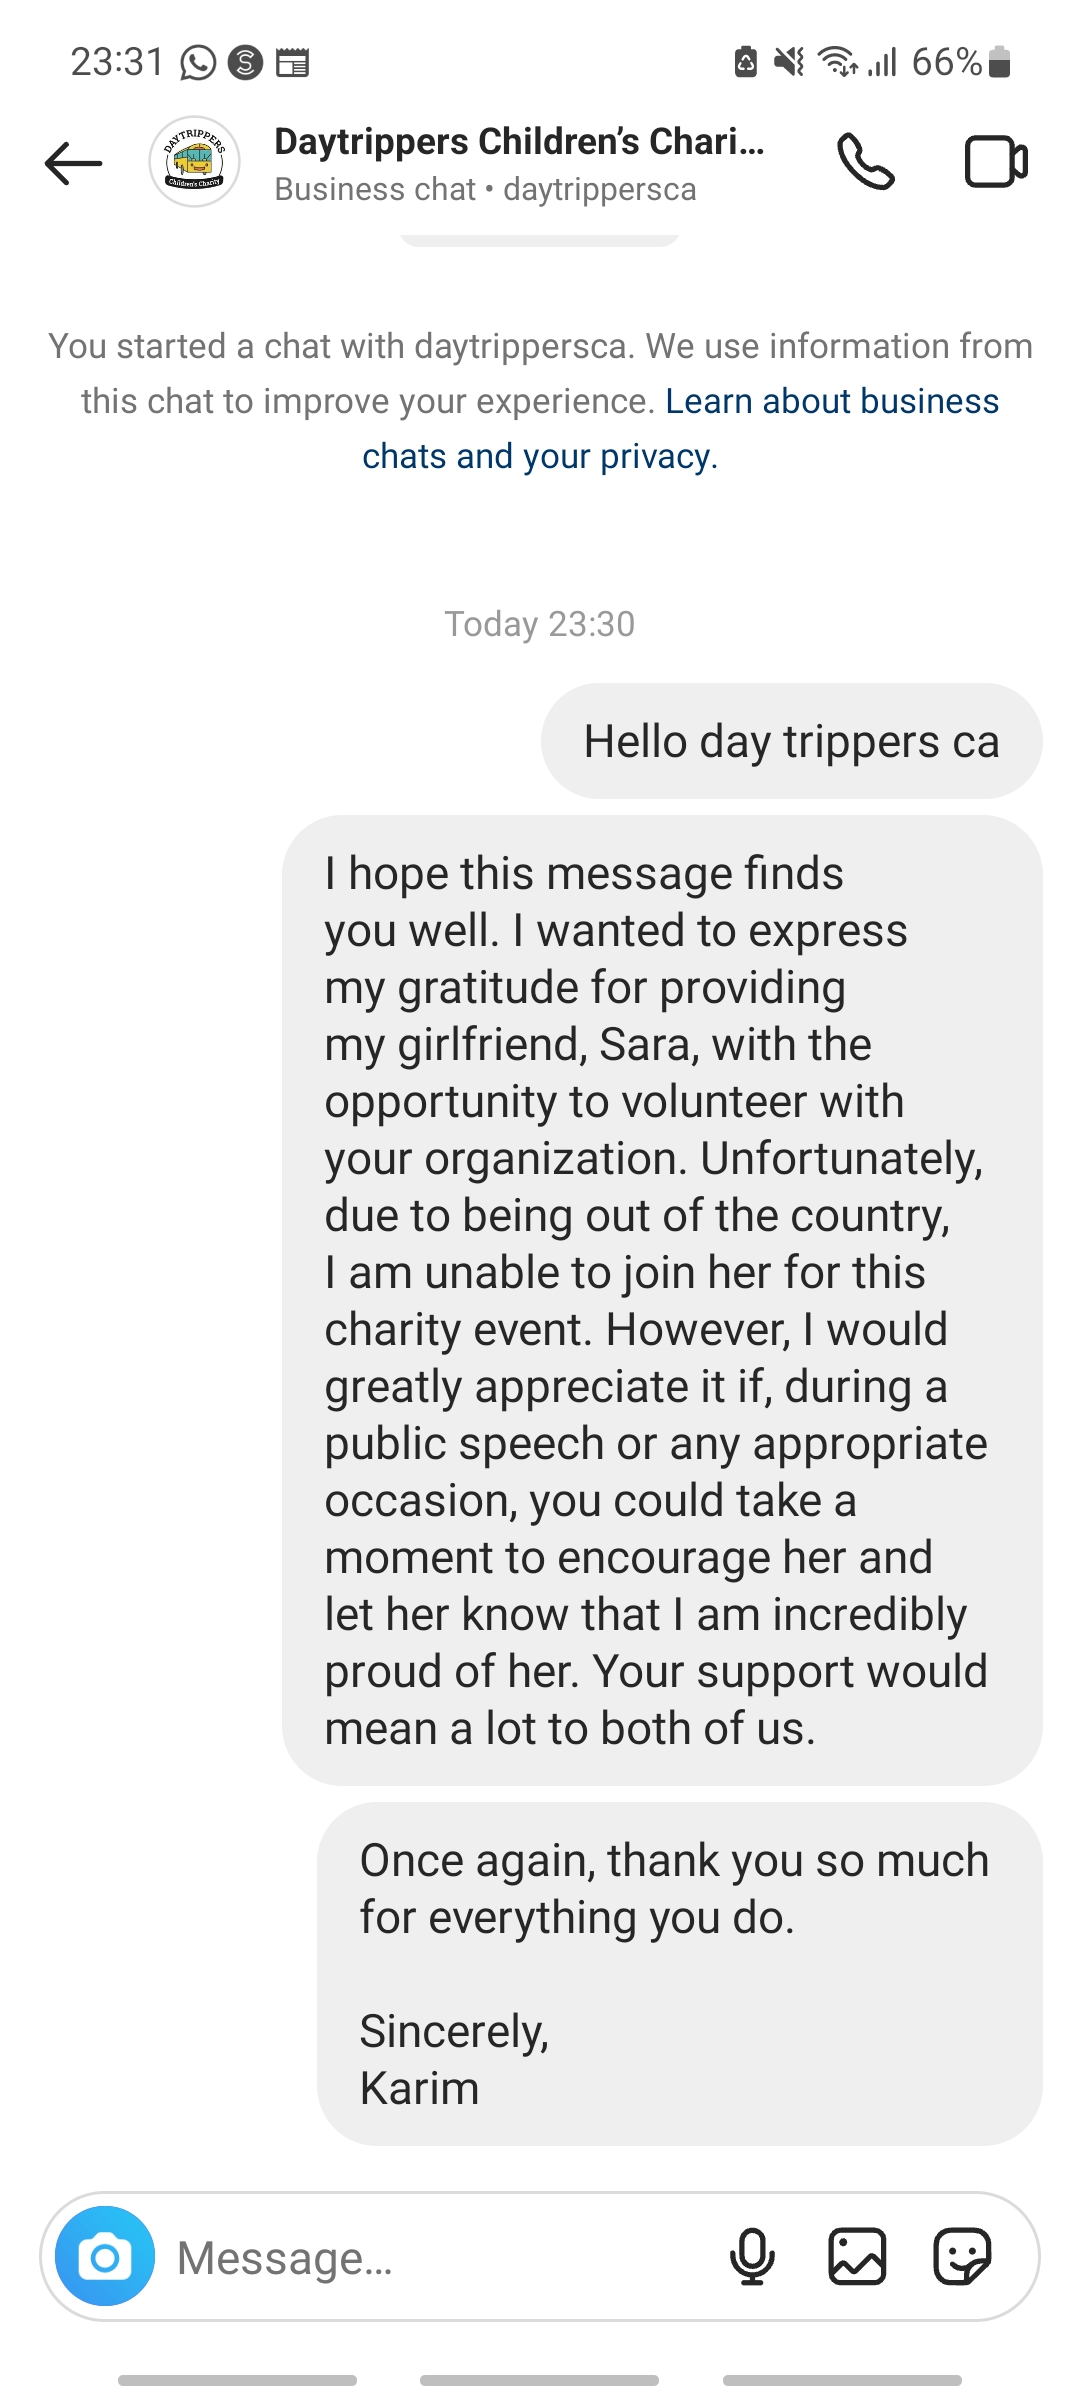 23:31 66%
DAYTRIPPERS
Children's Charity
Daytrippers Children's Chari...
Business chat • daytrippersca
You started a chat with daytrippersca. We use information from
this chat to improve your experience. Learn about business
chats and your privacy.
Today 23:30
Hello day trippers ca
I hope this message finds
you well. I wanted to express
my gratitude for providing
my girlfriend, Sara, with the
opportunity to volunteer with
your organization. Unfortunately,
due to being out of the country,
I am unable to join her for this
charity event. However, I would
greatly appreciate it if, during a
public speech or any appropriate
occasion, you could take a
moment to encourage her and
let her know that I am incredibly
proud of her. Your support would
mean a lot to both of us.
Once again, thank you so much
for everything you do.
Sincerely,
Karim
Message...